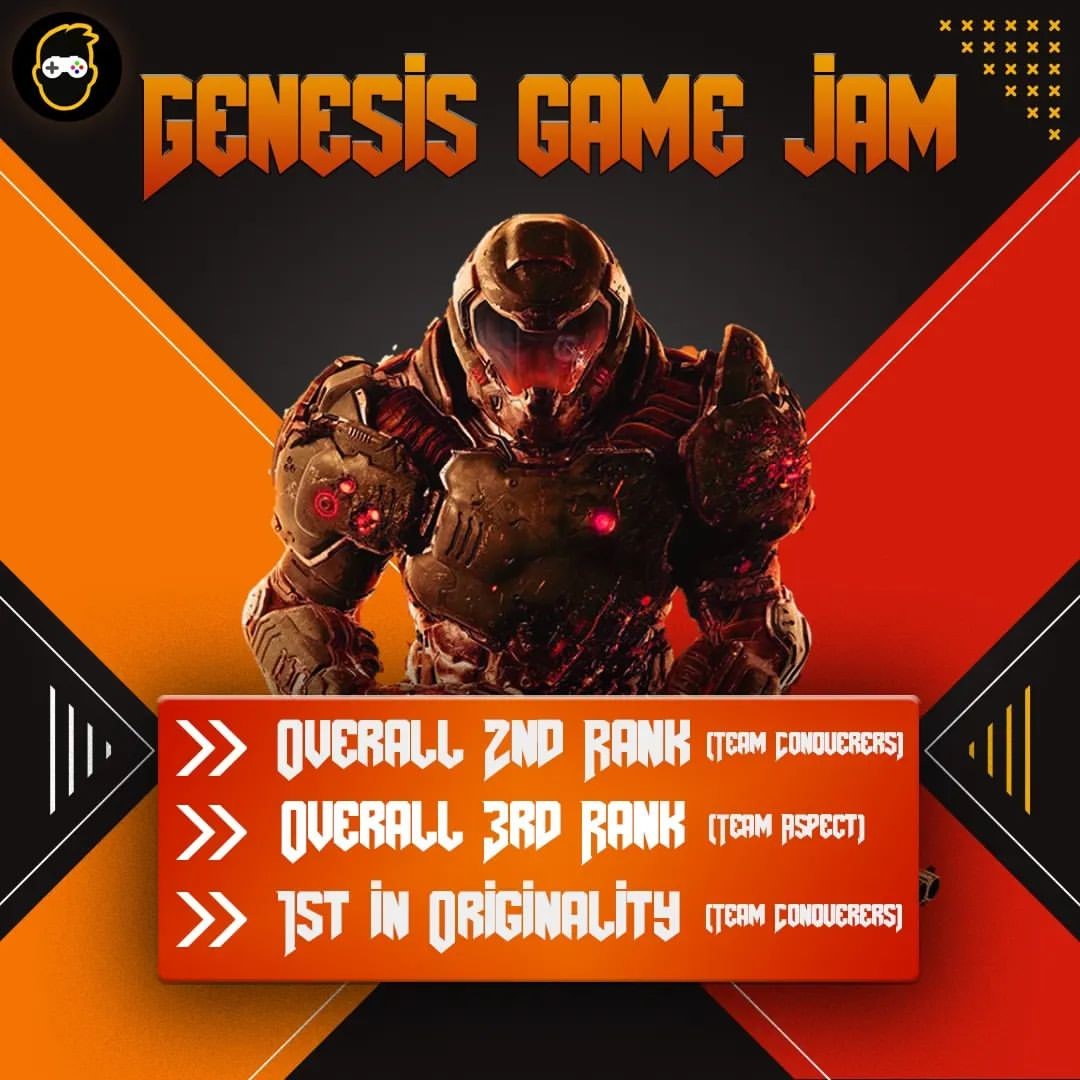 GENESIS GAME JAM
OVERALL 2ND RANK (TEAM CONQUERERS)
OVERALL 3RD RANK (TEAM ASPECT)
1ST IN ORIGINALITY (TEAM CONQUERERS)